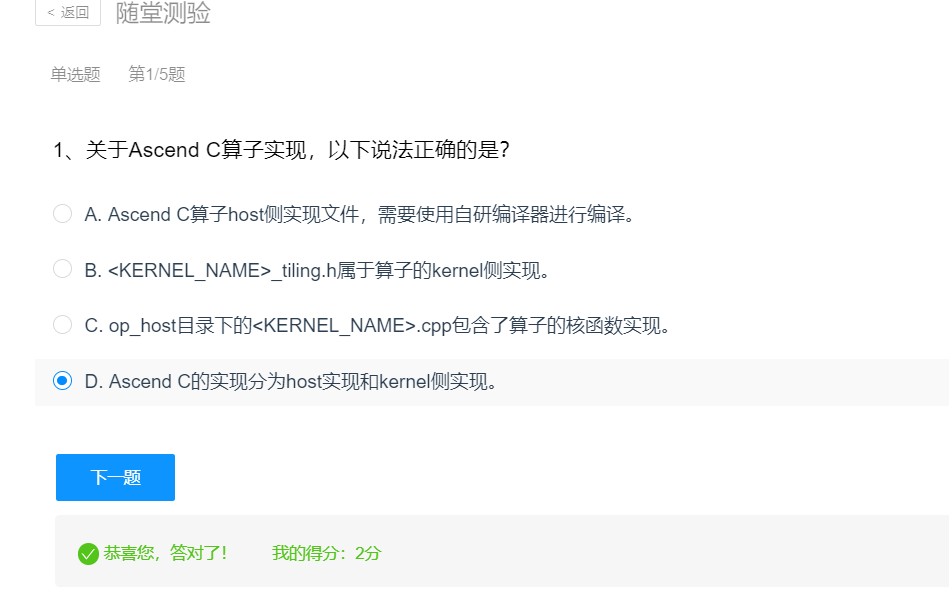 < 返回 随堂测验
单选题 第1/5题
1、关于Ascend C算子实现，以下说法正确的是？
A. Ascend C算子host侧实现文件，需要使用自研编译器进行编译。
B. <KERNEL_NAME>_tiling.h属于算子的kernel侧实现。
C. op_host目录下的<KERNEL_NAME>.cpp包含了算子的核函数实现。
D. Ascend C的实现分为host实现和kernel侧实现。
下一题
恭喜您，答对了！ 我的得分：2分